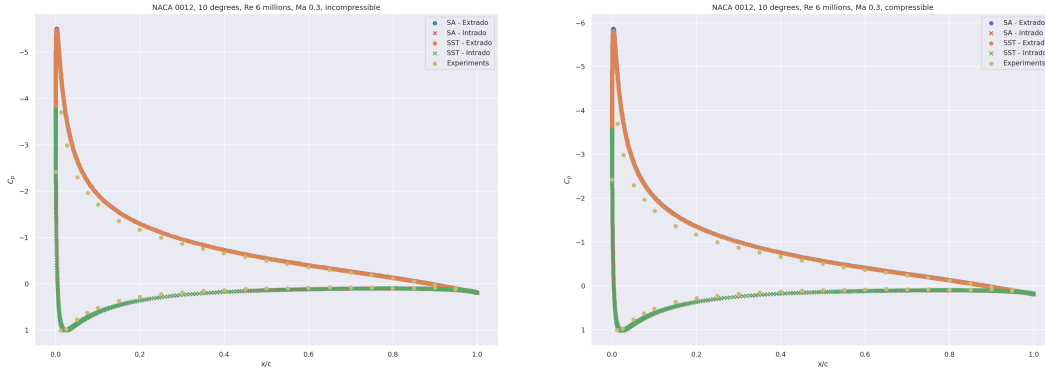 NACA 0012, 10 degrees, Re 6 millions, Ma 0.3, incompressible
SA - Extrado
SA - Intrado
SST - Extrado
SST - Intrado
Experiments
−5
−4
−3
−2
−1
0
1
Cp
0.0 0.2 0.4 0.6 0.8 1.0
x/c
NACA 0012, 10 degrees, Re 6 millions, Ma 0.3, compressible
SA - Extrado
SA - Intrado
SST - Extrado
SST - Intrado
Experiments
−6
−5
−4
−3
−2
−1
0
1
Cp
0.0 0.2 0.4 0.6 0.8 1.0
x/c